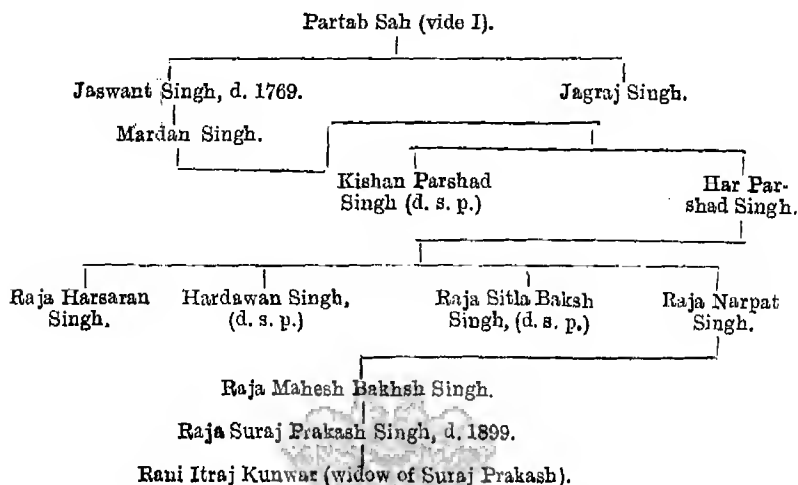 Partab Sah (vide I).
Jaswant Singh, d. 1769.
Jagraj Singh.
Mardan Singh.
Kishan Parshad
Singh (d. s. p.)
Har Par-
shad Singh.
Raja Harsaran
Singh.
Hardawan Singh,
(d. s. p.)
Raja Sitla Baksh
Singh, (d. s. p.)
Raja Narpat
Singh.
Raja Mahesh Bakhsh Singh.
Raja Suraj Prakash Singh, d. 1899.
Rani Itraj Kunwar (widow of Suraj Prakash).